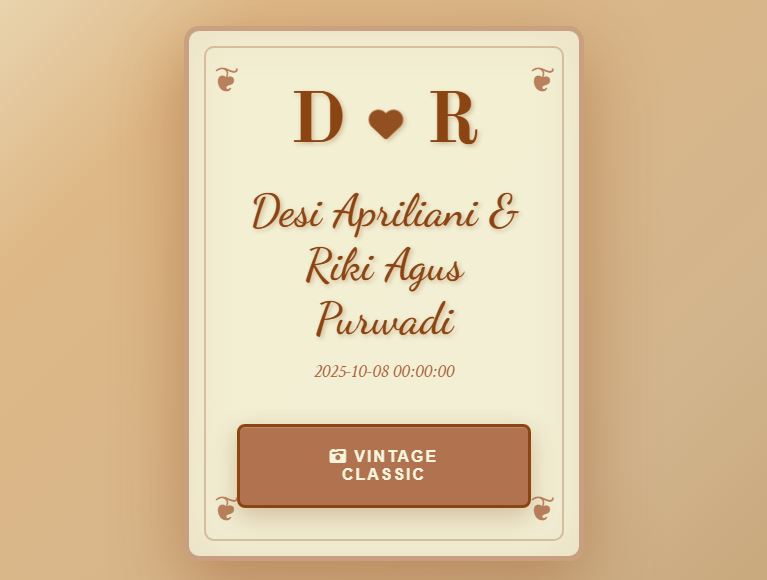 D R
Desi Apriliani &
Riki Agus
Purwadi
2025-10-08 00:00:00
VINTAGE
CLASSIC